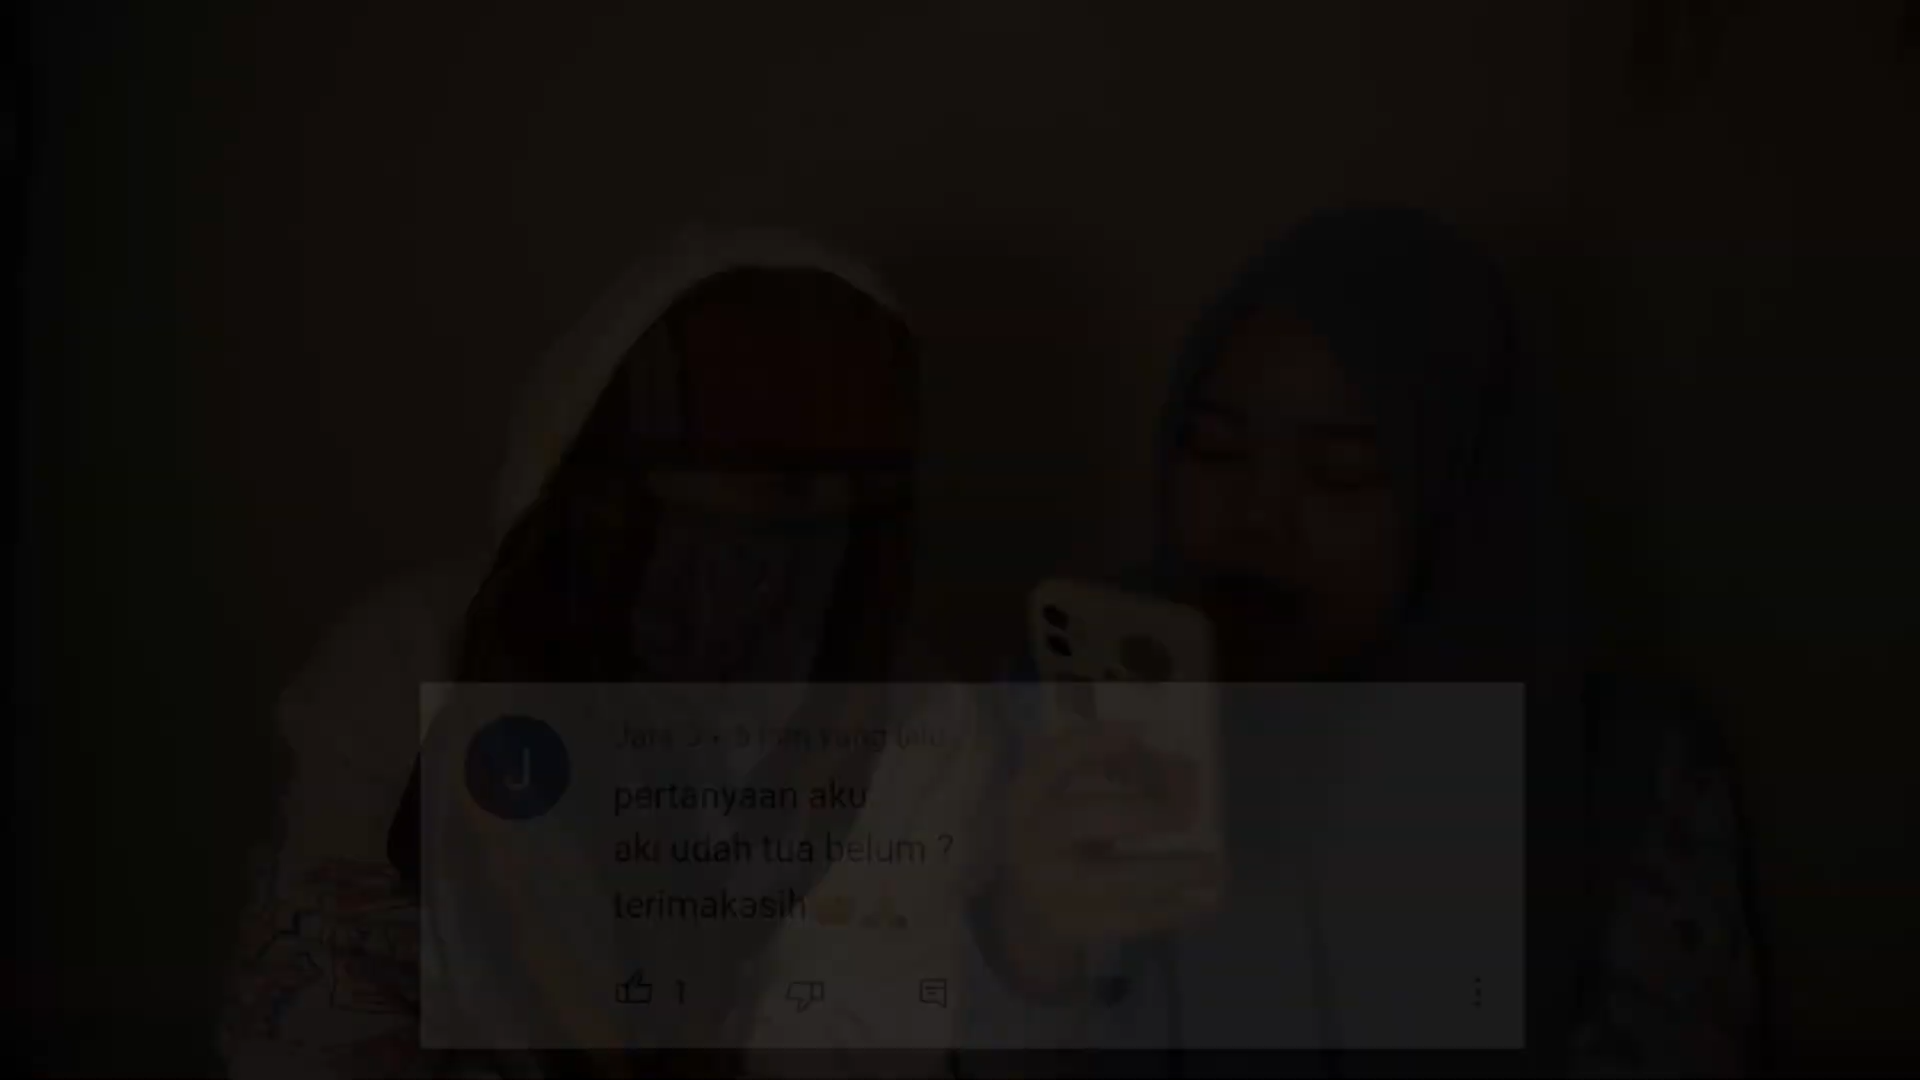 J
pertanyaan aku
aku udah tua belum ?
terimakasih
1